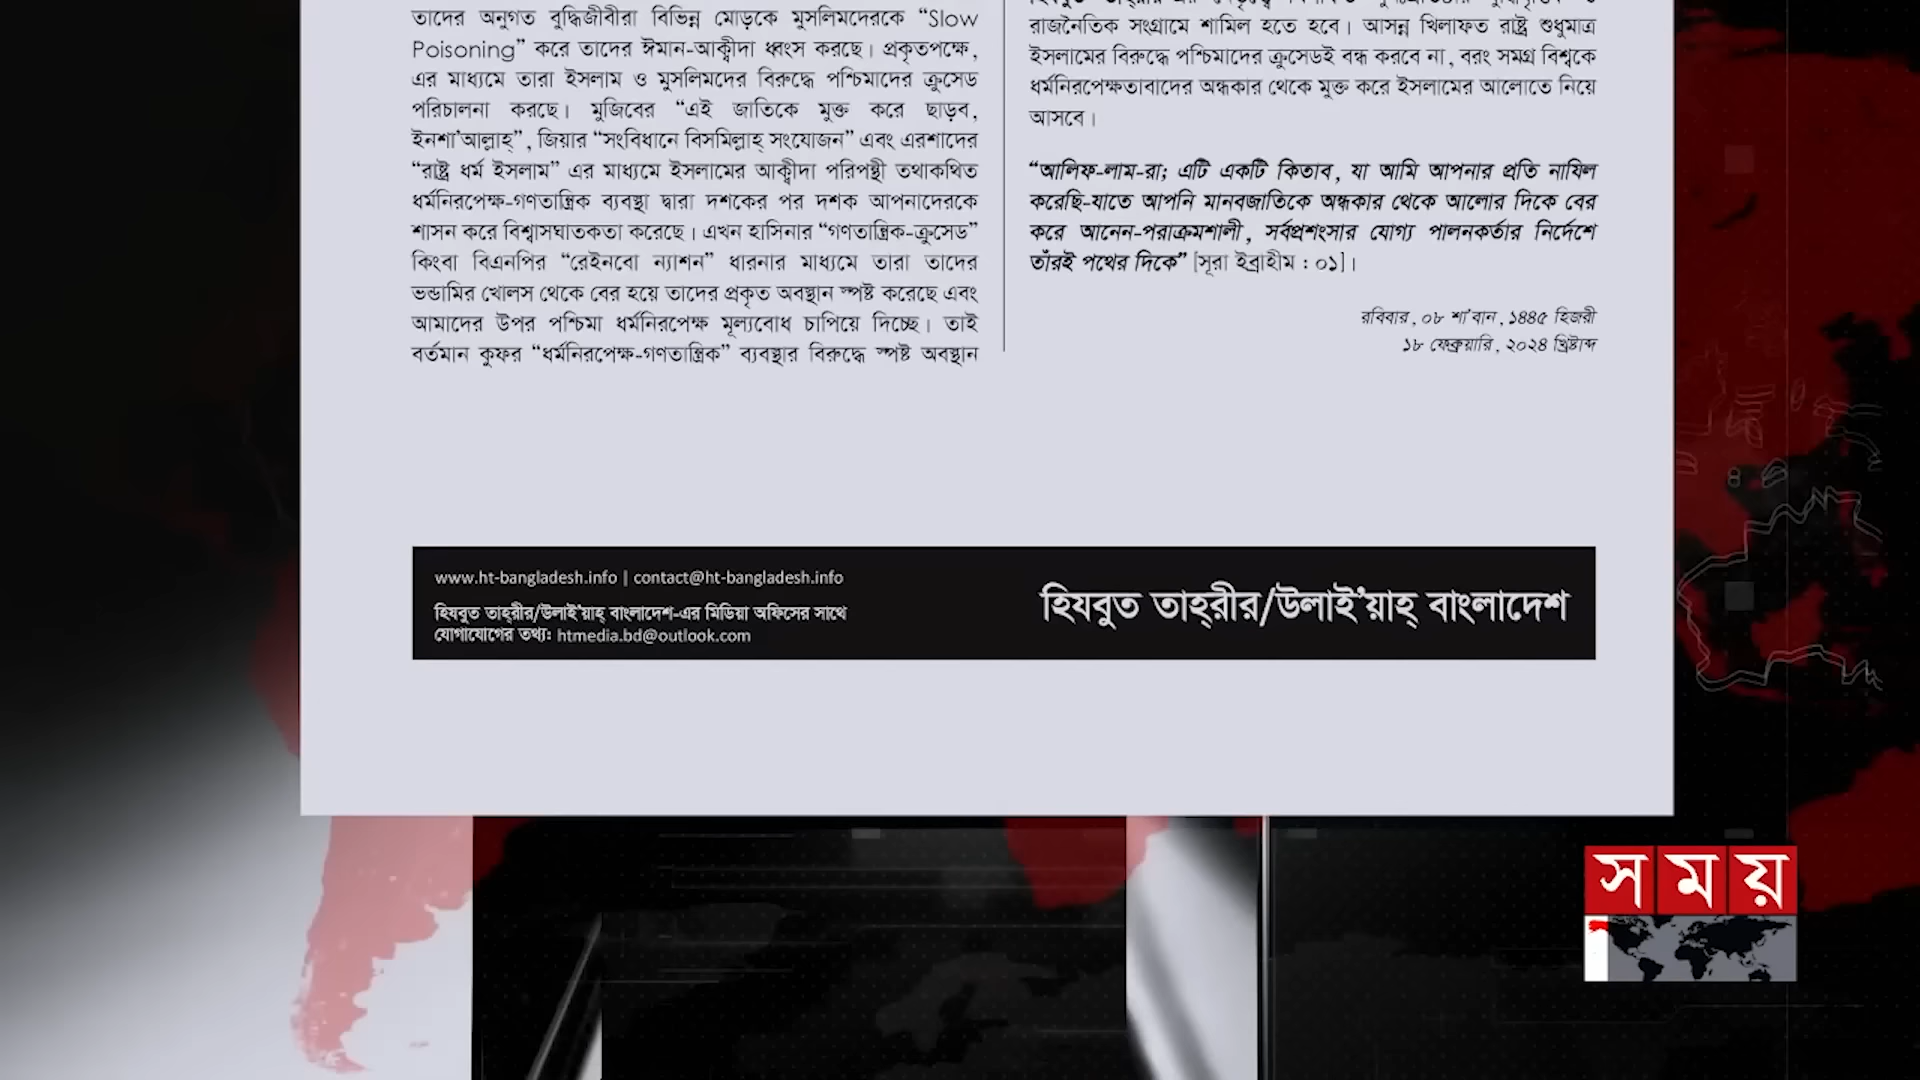 তাদের অনুগত বুদ্ধিজীবীরা বিভিন্ন মোড়কে মুসলিমদেরকে “Slow
Poisoning” করে তাদের ঈমান-আক্বীদা ধ্বংস করছে। প্রকৃতপক্ষে,
এর মাধ্যমে তারা ইসলাম ও মুসলিমদের বিরুদ্ধে পশ্চিমাদের ক্রুসেড
পরিচালনা করছে। মুজিবের “এই জাতিকে মুক্ত করে ছাড়ব,
ইনশা’আল্লাহ্”, জিয়ার “সংবিধানে বিসমিল্লাহ্ সংযোজন” এবং এরশাদের
“রাষ্ট্র ধর্ম ইসলাম” এর মাধ্যমে ইসলামের আক্বীদা পরিপন্থী তথাকথিত
ধর্মনিরপেক্ষ-গণতান্ত্রিক ব্যবস্থা দ্বারা দশকের পর দশক আপনাদেরকে
শাসন করে বিশ্বাসঘাতকতা করেছে। এখন হাসিনার “গণতান্ত্রিক-ক্রুসেড”
কিংবা বিএনপির “রেইনবো ন্যাশন” ধারনার মাধ্যমে তারা তাদের
ভন্ডামির খোলস থেকে বের হয়ে তাদের প্রকৃত অবস্থান স্পষ্ট করেছে এবং
আমাদের উপর পশ্চিমা ধর্মনিরপেক্ষ মূল্যবোধ চাপিয়ে দিচ্ছে। তাই
বর্তমান কুফর “ধর্মনিরপেক্ষ-গণতান্ত্রিক” ব্যবস্থার বিরুদ্ধে স্পষ্ট অবস্থান
রাজনৈতিক সংগ্রামে শামিল হতে হবে। আসন্ন খিলাফত রাষ্ট্র শুধুমাত্র
ইসলামের বিরুদ্ধে পশ্চিমাদের ক্রুসেডই বন্ধ করবে না, বরং সমগ্র বিশ্বকে
ধর্মনিরপেক্ষতাবাদের অন্ধকার থেকে মুক্ত করে ইসলামের আলোতে নিয়ে
আসবে।
“আলিফ-লাম-রা; এটি একটি কিতাব, যা আমি আপনার প্রতি নাযিল
করেছি-যাতে আপনি মানবজাতিকে অন্ধকার থেকে আলোর দিকে বের
করে আনেন-পরাক্রমশালী, সর্বপ্রশংসার যোগ্য পালনকর্তার নির্দেশে
তাঁরই পথের দিকে” [সূরা ইব্রাহীম : ০১]।
রবিবার, ০৮ শা’বান, ১৪৪৫ হিজরী
১৮ ফেব্রুয়ারি, ২০২৪ খ্রিষ্টাব্দ
www.ht-bangladesh.info | contact@ht-bangladesh.info
হিযবুত তাহ্‌রীর/উলাই’য়াহ্ বাংলাদেশ-এর মিডিয়া অফিসের সাথে
যোগাযোগের তথ্যঃ htmedia.bd@outlook.com
হিযবুত তাহ্‌রীর/উলাই’য়াহ্ বাংলাদেশ
সময়